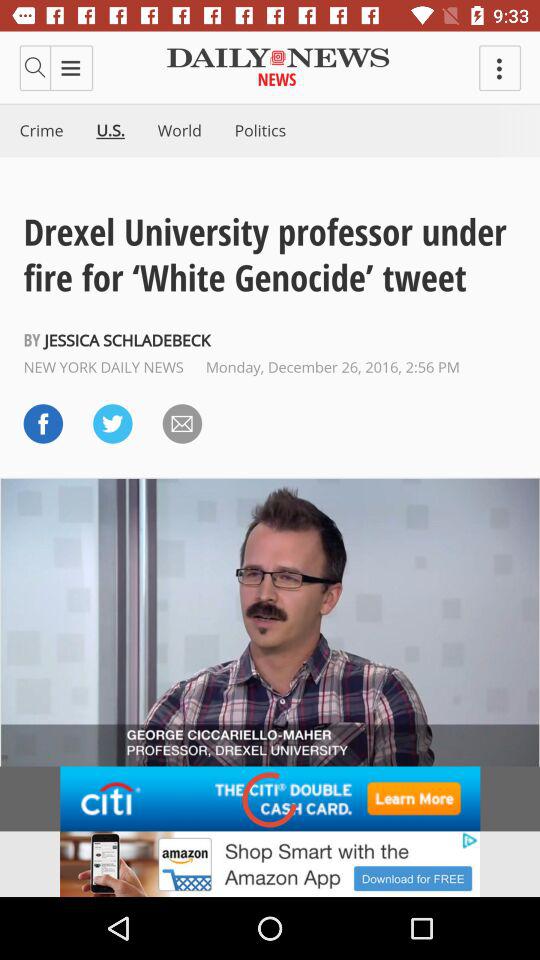 9:33
DAILY NEWS
NEWS
Crime U.S. World Politics
Drexel University professor under
fire for ‘White Genocide’ tweet
BY JESSICA SCHLADEBECK
NEW YORK DAILY NEWS Monday, December 26, 2016, 2:56 PM
GEORGE CICCARIELLO-MAHER
PROFESSOR, DREXEL UNIVERSITY
citi® THE CITI® DOUBLE
CASH CARD. Learn More
amazon Shop Smart with the
Amazon App Download for FREE